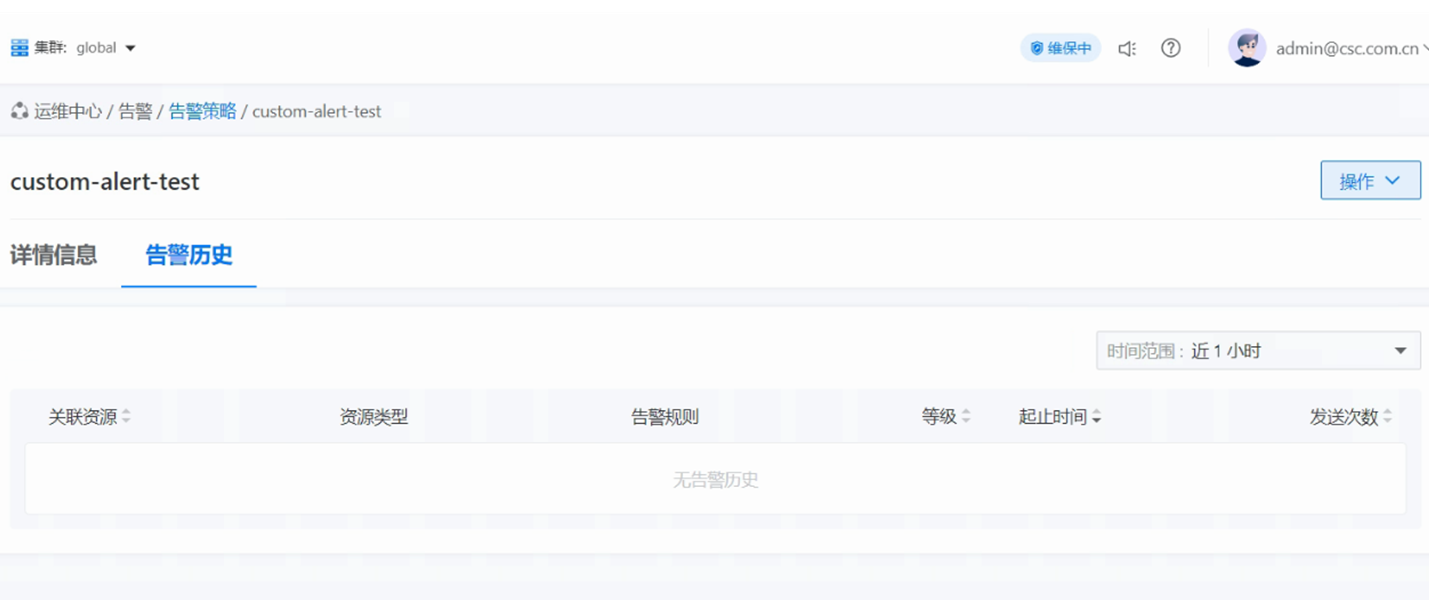 集群: global 维保中 admin@csc.com.cn
运维中心 / 告警 / 告警策略 / custom-alert-test
custom-alert-test 操作
详情信息 告警历史
时间范围 : 近 1 小时
关联资源 资源类型 告警规则 等级 起止时间 发送次数
无告警历史